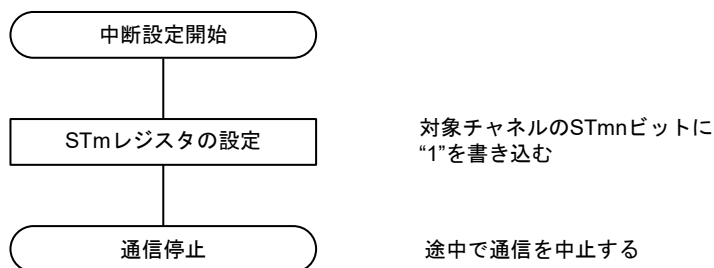 中断設定開始
STmレジスタの設定
対象チャネルのSTmnビットに
“1”を書き込む
通信停止
途中で通信を中止する